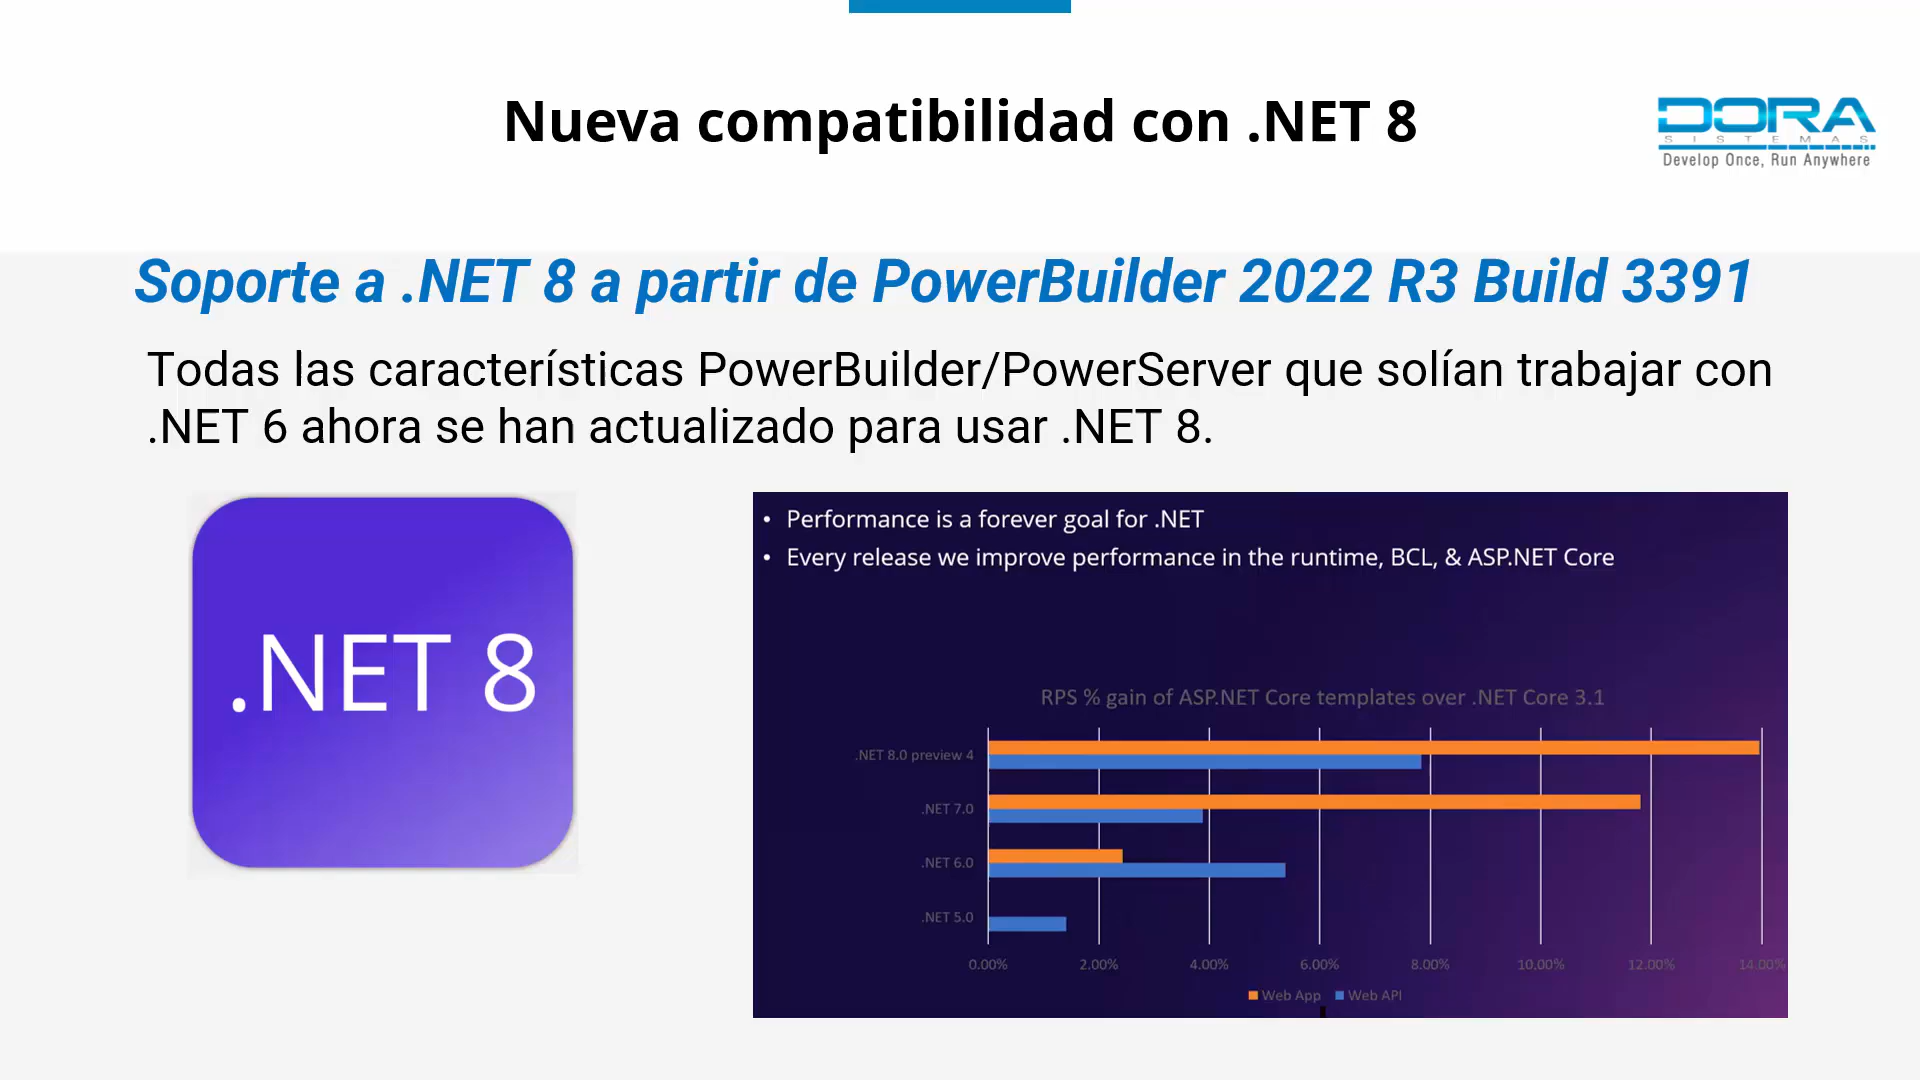 Nueva compatibilidad con .NET 8
DORA
SISTEMAS
Develop Once, Run Anywhere
Soporte a .NET 8 a partir de PowerBuilder 2022 R3 Build 3391
Todas las características PowerBuilder/PowerServer que solían trabajar con
.NET 6 ahora se han actualizado para usar .NET 8.
.NET 8
• Performance is a forever goal for .NET
• Every release we improve performance in the runtime, BCL, & ASP.NET Core
RPS % gain of ASP.NET Core templates over .NET Core 3.1
.NET 8.0 preview 4
.NET 7.0
.NET 6.0
.NET 5.0
0.00% 2.00% 4.00% 6.00% 8.00% 10.00% 12.00% 14.00%
Web App Web API